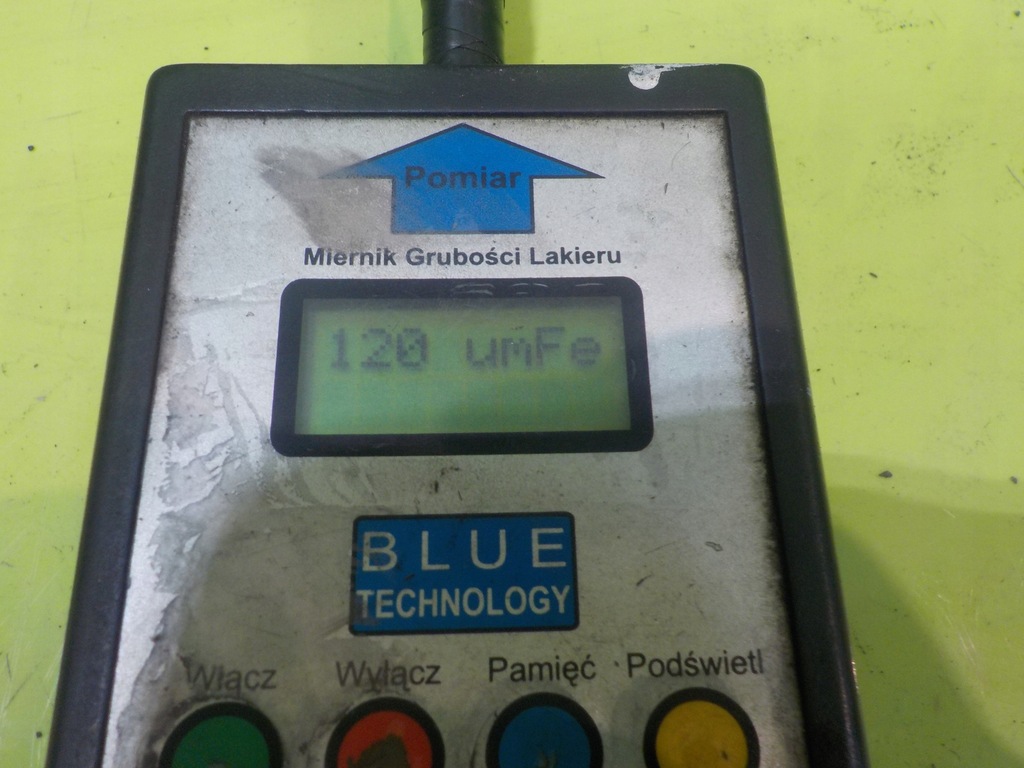 Pomiar
Miernik Grubości Lakieru
120 umFe
BLUE
TECHNOLOGY
Włącz Wyłącz Pamięć Podświetl